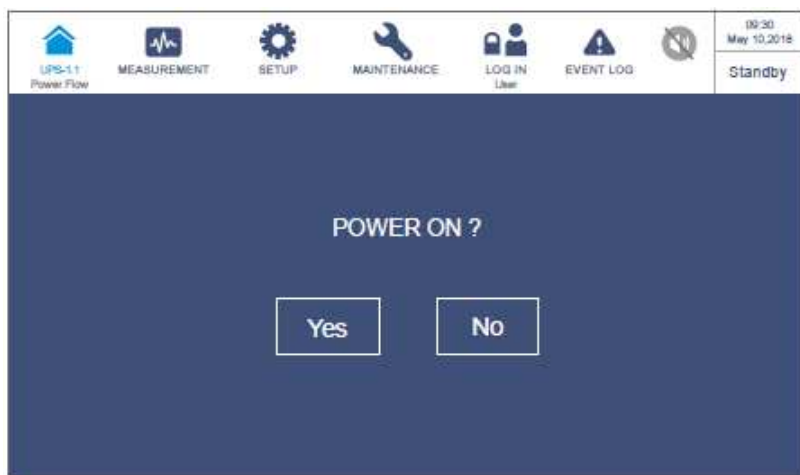 UPS-1.1
Power Flow
MEASUREMENT
SETUP
MAINTENANCE
LOG IN
User
EVENT LOG
09:30
May 10,2018
Standby
POWER ON ?
Yes
No